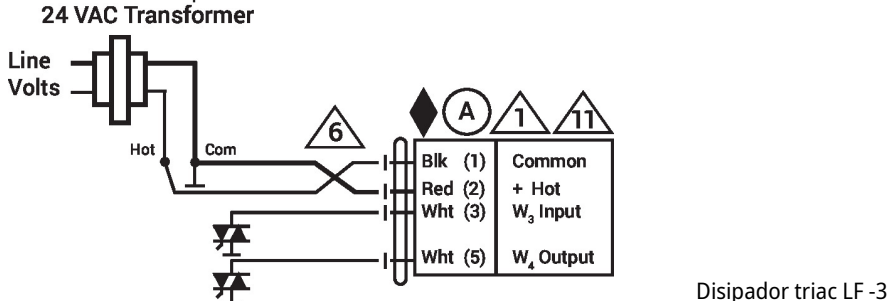 24 VAC Transformer
Line
Volts
Hot
Com
6
A
1
11
Blk (1) Common
Red (2) + Hot
Wht (3) W3 Input
Wht (5) W4 Output
Disipador triac LF -3